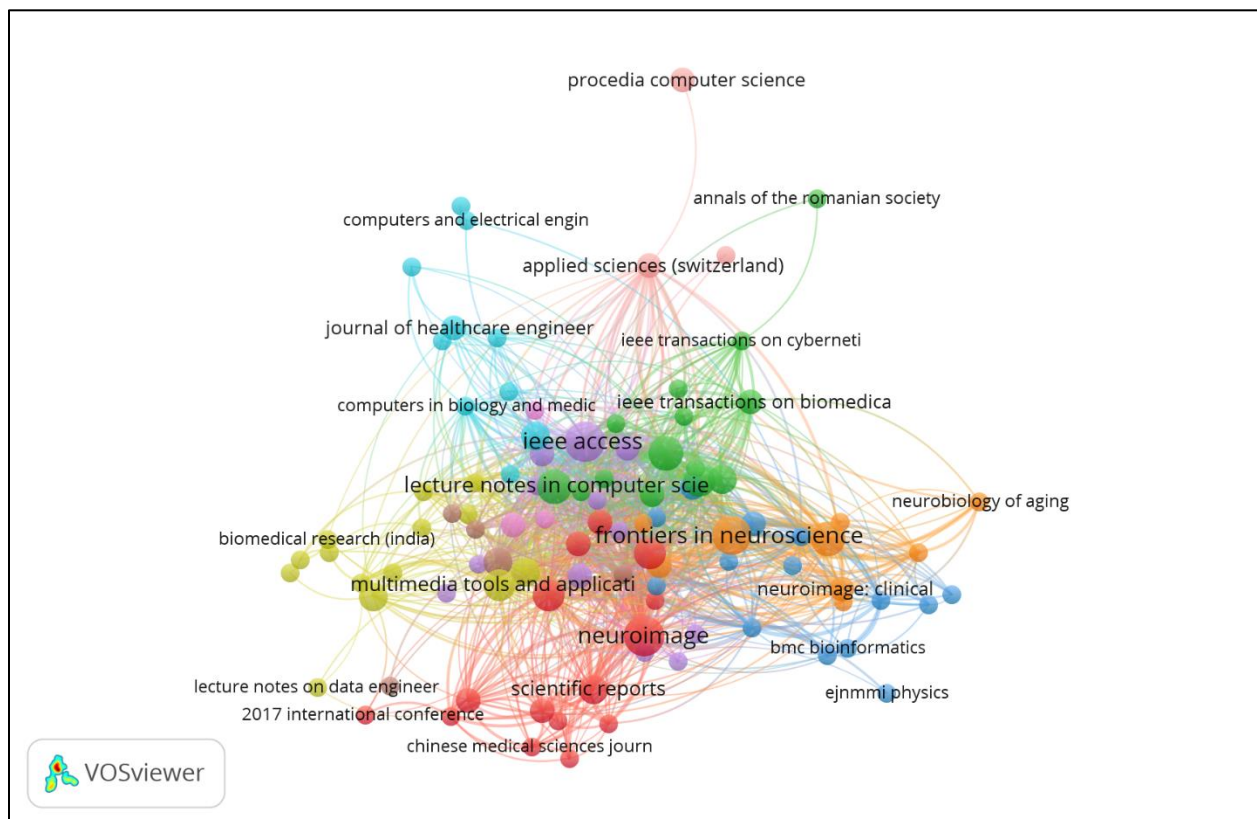 procedia computer science
annals of the romanian society
computers and electrical engin
applied sciences (switzerland)
journal of healthcare engineer
ieee transactions on cyberneti
computers in biology and medic
ieee transactions on biomedica
ieee access
lecture notes in computer scie
neurobiology of aging
biomedical research (india)
frontiers in neuroscience
multimedia tools and applicati
neuroimage: clinical
neuroimage
bmc bioinformatics
lecture notes on data engineer
scientific reports
ejnmmi physics
2017 international conference
chinese medical sciences journ
VOSviewer